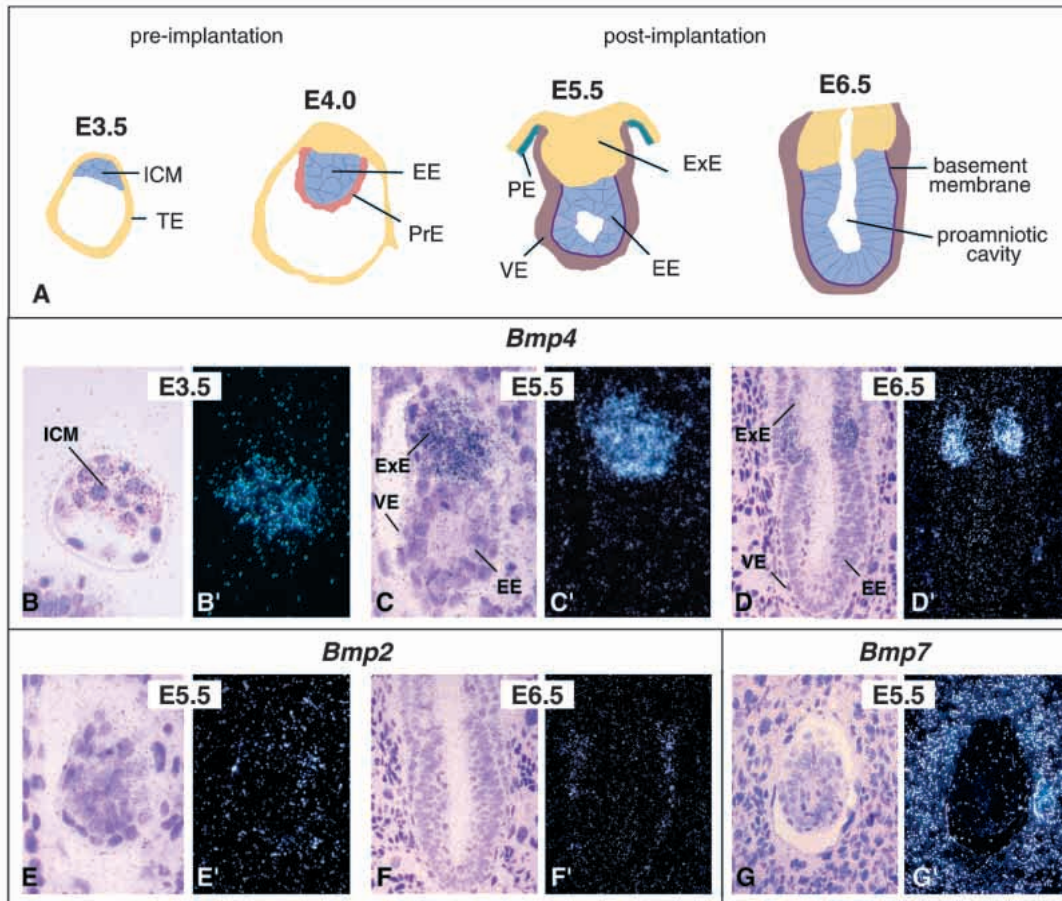 pre-implantation
post-implantation
E3.5
E4.0
E5.5
E6.5
ICM
TE
EE
PrE
PE
VE
ExE
EE
basement
membrane
proamniotic
cavity
A
Bmp4
E3.5
E5.5
E6.5
ICM
ExE
VE
EE
ExE
VE
EE
B
B'
C
C'
D
D'
Bmp2
Bmp7
E5.5
E6.5
E5.5
E
E'
F
F'
G
G'